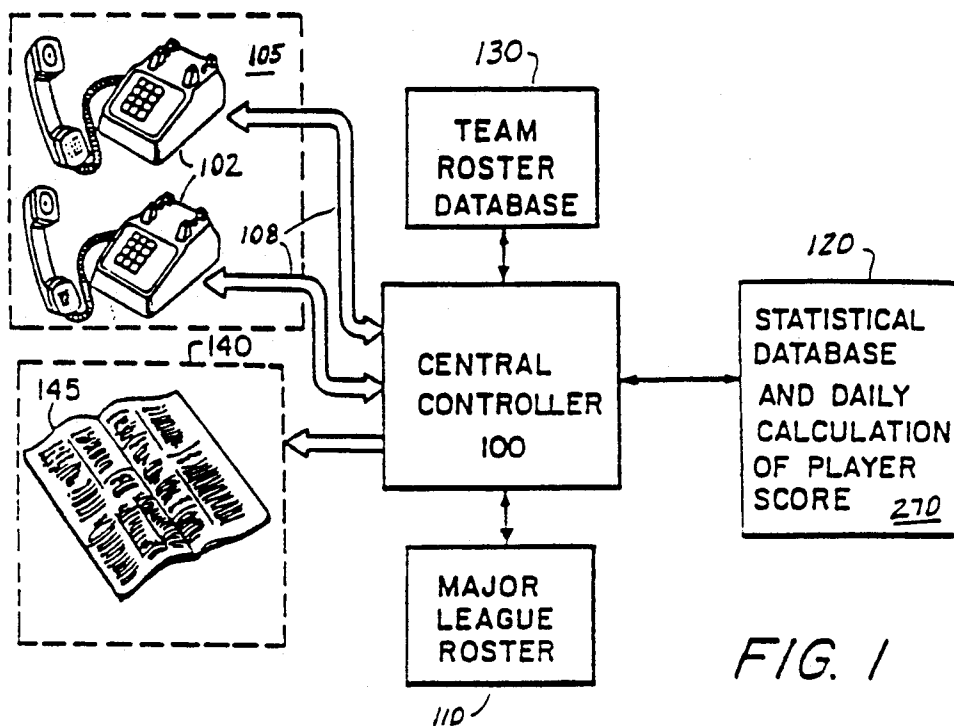 105
102
108
130
TEAM
ROSTER
DATABASE
120
STATISTICAL
DATABASE
AND DAILY
CALCULATION
OF PLAYER
SCORE 270
CENTRAL
CONTROLLER
100
140
145
MAJOR
LEAGUE
ROSTER
110
FIG. 1